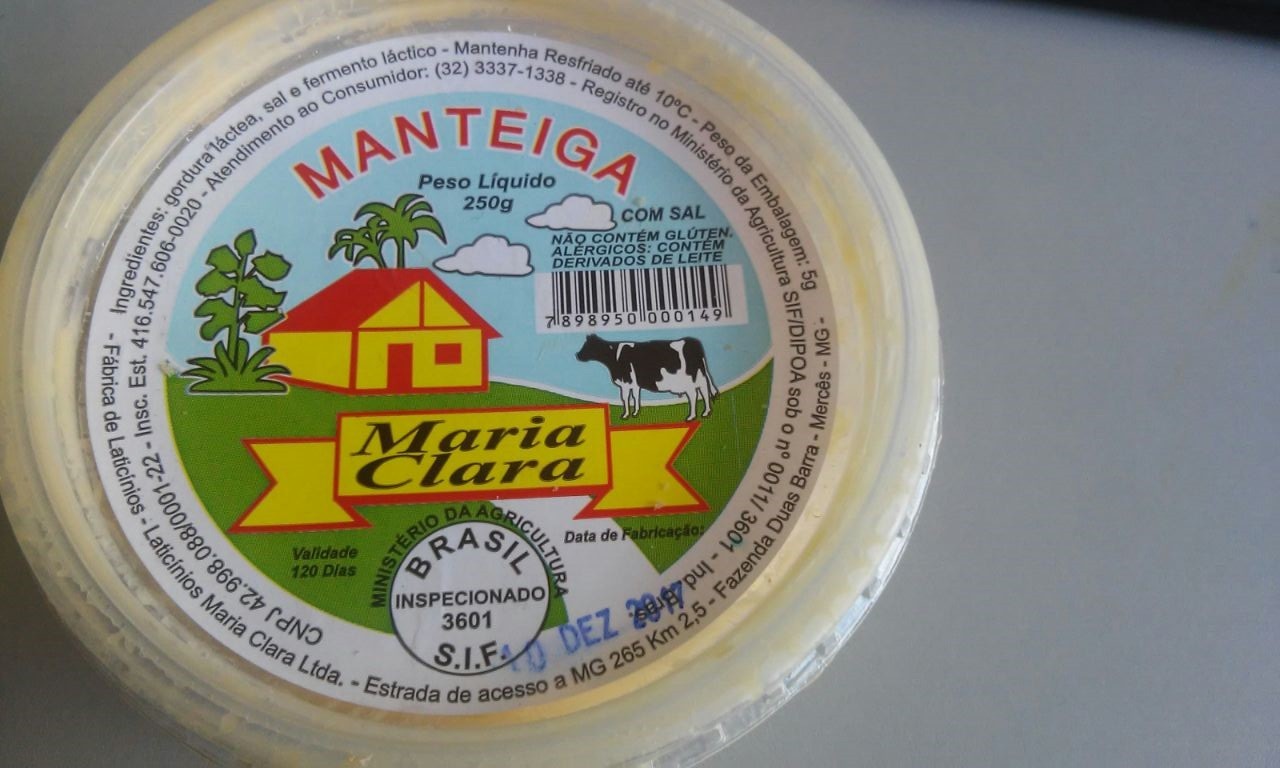 Ingredientes: gordura láctea, sal e fermento láctico - Mantenha Resfriado até 10ºC - Peso da Embalagem: 5g
- Fábrica de Laticínios - Laticínios Maria Clara Ltda. - Estrada de acesso a MG 265 Km 2,5 - Fazenda Duas Barra - Mercês - MG -
CNPJ 42.998.088/0001-22 - Insc. Est. 416.547.606-0020 - Atendimento ao Consumidor: (32) 3337-1338 - Registro no Ministério da Agricultura SIF/DIPOA sob o nº 0011/ 3601 - Ind
MANTEIGA
Peso Líquido
250g
COM SAL
NÃO CONTÉM GLÚTEN.
ALÉRGICOS: CONTÉM
DERIVADOS DE LEITE
7 898950 000149
Maria
Clara
Validade
120 Dias
MINISTÉRIO DA AGRICULTURA
BRASIL
INSPECIONADO
3601
S.I.F.
Data de Fabricação:
10 DEZ 2017